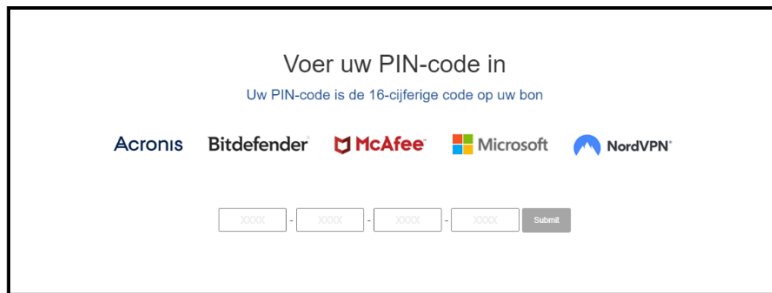 Voer uw PIN-code in
Uw PIN-code is de 16-cijferige code op uw bon
Acronis Bitdefender McAfee Microsoft NordVPN
XXXX - XXXX - XXXX - XXXX Submit